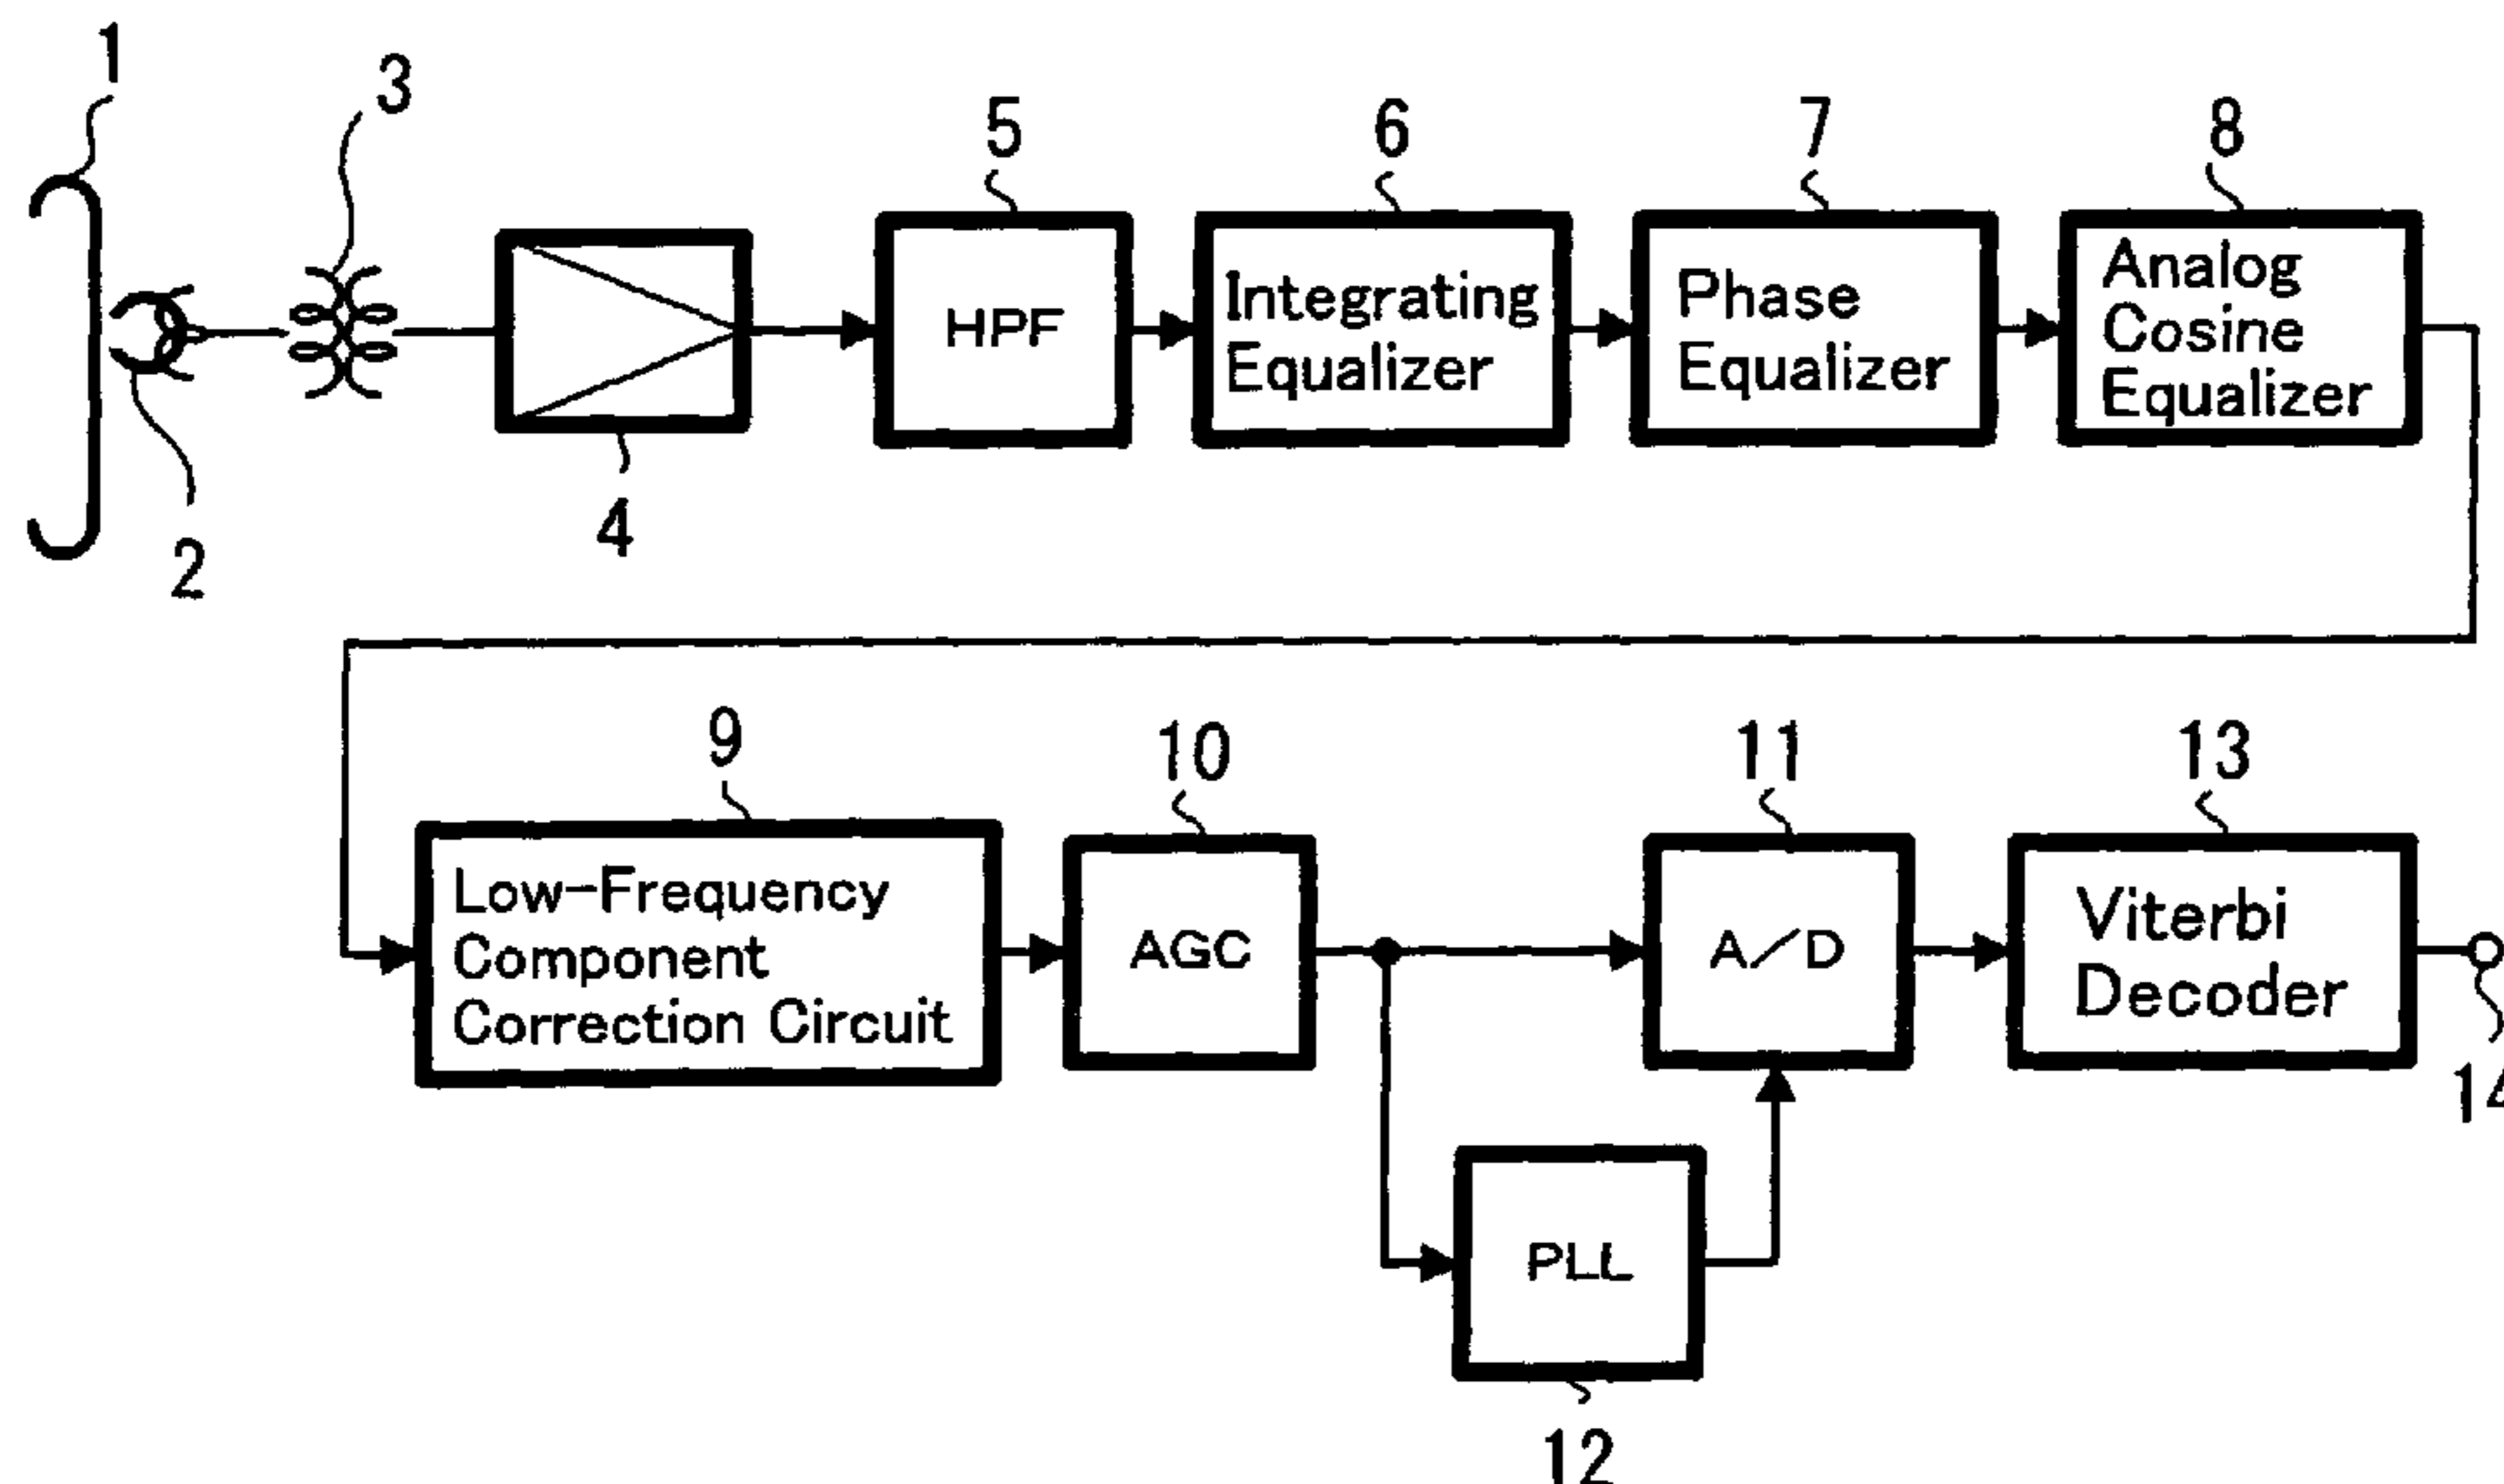 1
3
5
6
7
8
HPF
Integrating
Equalizer
Phase
Equalizer
Analog
Cosine
Equalizer
4
2
9
10
11
13
Low-Frequency
Component
Correction Circuit
AGC
A/D
Viterbi
Decoder
14
PLL
12